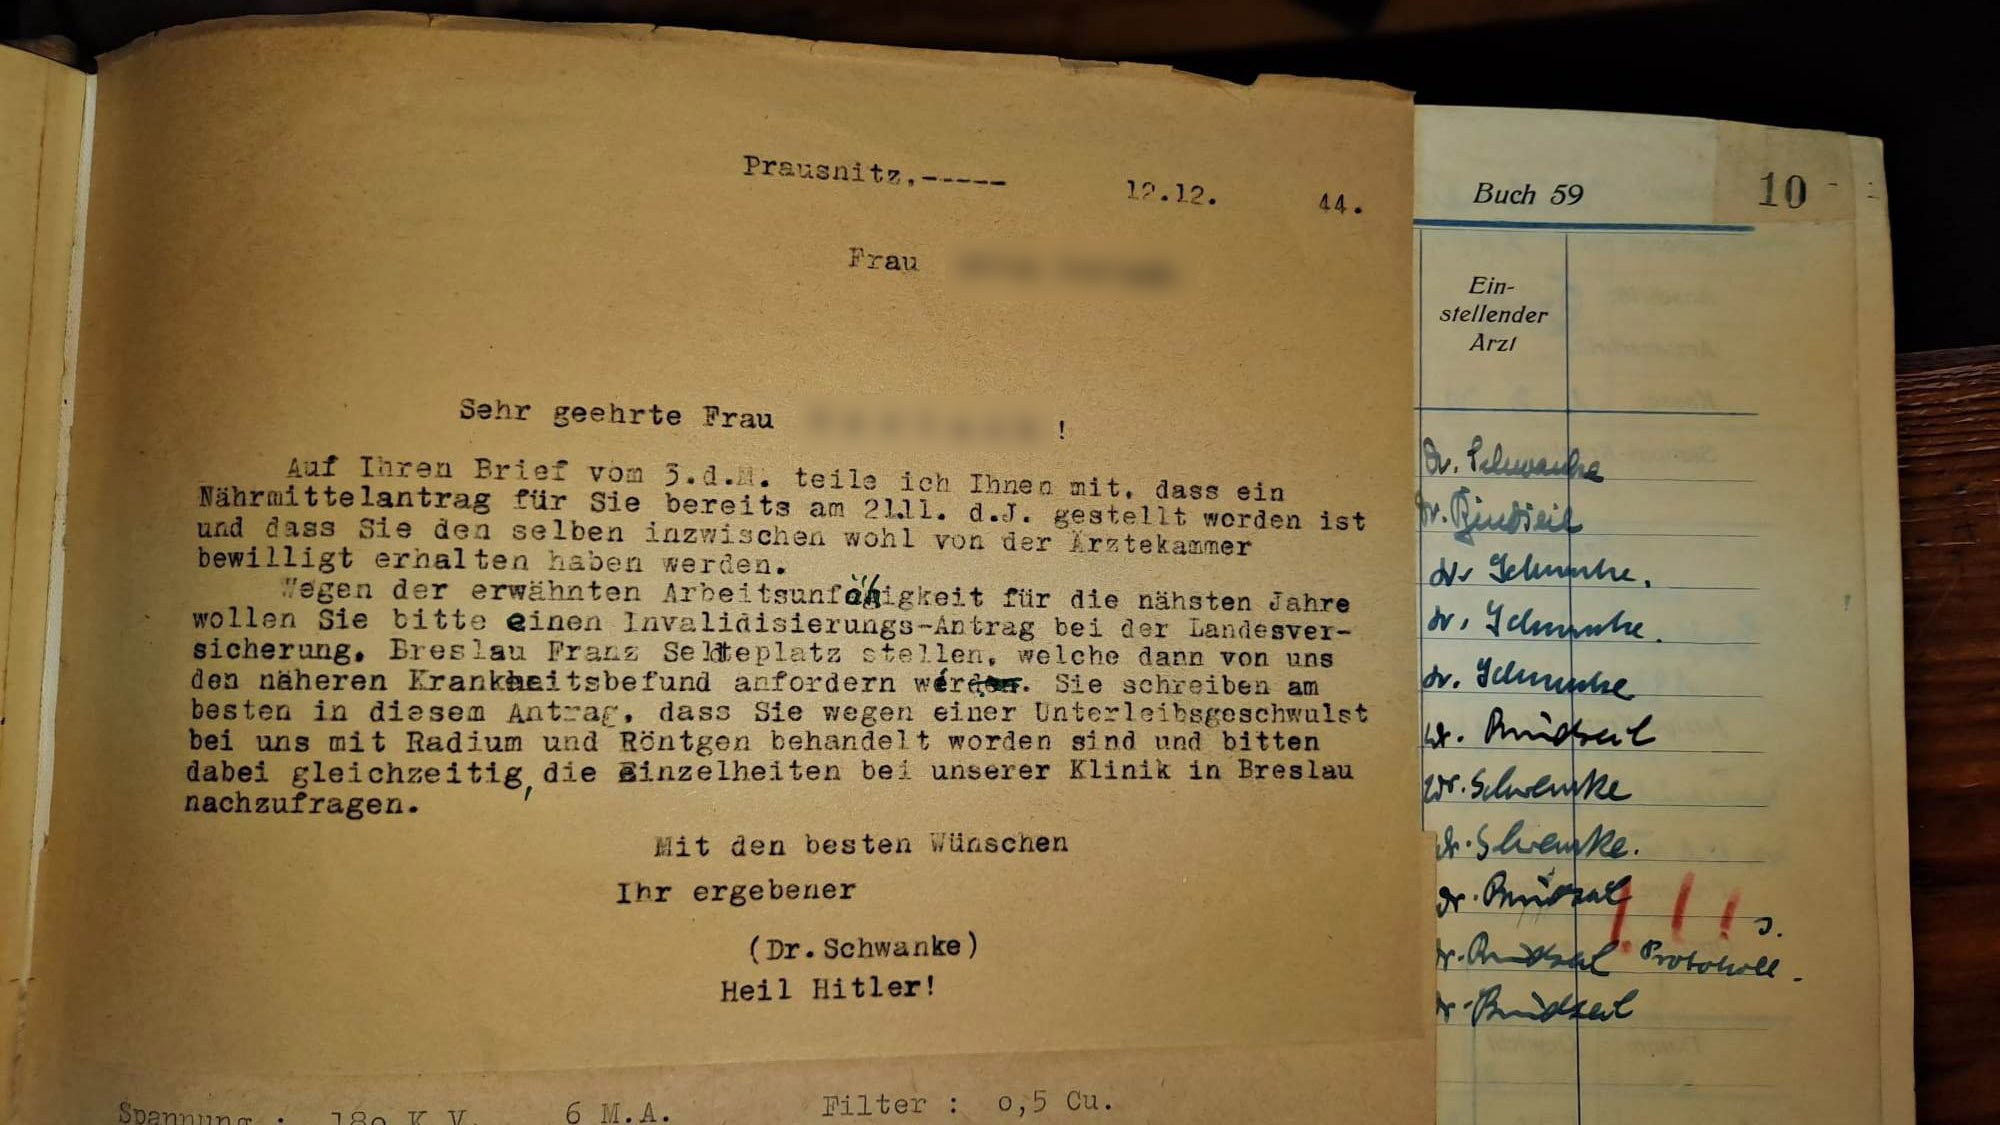 Prausnitz,-----
12.12.
44.
Frau
Sehr geehrte Frau
!
Auf Ihren Brief vom 3.d.M. teile ich Ihnen mit, dass ein
Nährmittelantrag für Sie bereits am 21.11. d.J. gestellt worden ist
und dass Sie den selben inzwischen wohl von der Ärztekammer
bewilligt erhalten haben werden.
Wegen der erwähnten Arbeitsunfähigkeit für die nähsten Jahre
wollen Sie bitte einen Invalidisierungs-Antrag bei der Landesver-
sicherung, Breslau Franz Seldteplatz stellen, welche dann von uns
den näheren Krankheitsbefund anfordern wird. Sie schreiben am
besten in diesem Antrag, dass Sie wegen einer Unterleibsgeschwulst
bei uns mit Radium und Röntgen behandelt worden sind und bitten
dabei gleichzeitig, die Einzelheiten bei unserer Klinik in Breslau
nachzufragen.
Mit den besten Wünschen
Ihr ergebener
(Dr.Schwanke)
Heil Hitler!
Spannung : 180 K.V. 6 M.A. Filter : 0,5 Cu.
Buch 59
10
Ein-
stellender
Arzt
Dr. Schwanke
Dr.
dr. Schwanke.
dr. Schwanke.
dr. Schwanke
dr.
dr. Schwanke
dr. Schwanke.
dr.
dr. Protokoll -
dr.